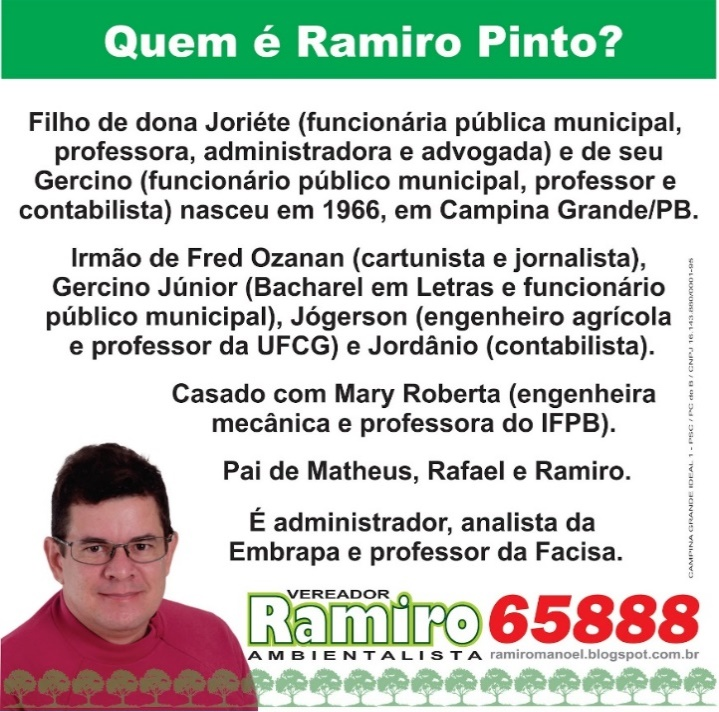 Quem é Ramiro Pinto?
Filho de dona Joriéte (funcionária pública municipal,
professora, administradora e advogada) e de seu
Gercino (funcionário público municipal, professor e
contabilista) nasceu em 1966, em Campina Grande/PB.
Irmão de Fred Ozanan (cartunista e jornalista),
Gercino Júnior (Bacharel em Letras e funcionário
público municipal), Jógerson (engenheiro agrícola
e professor da UFCG) e Jordânio (contabilista).
Casado com Mary Roberta (engenheira
mecânica e professora do IFPB).
Pai de Matheus, Rafael e Ramiro.
É administrador, analista da
Embrapa e professor da Facisa.
VEREADOR
Ramiro 65888
AMBIENTALISTA ramiromanoel.blogspot.com.br
CAMPINA GRANDE IDEAL 1 - PSC / PC do B / CNPJ 16.143.880/0001-95